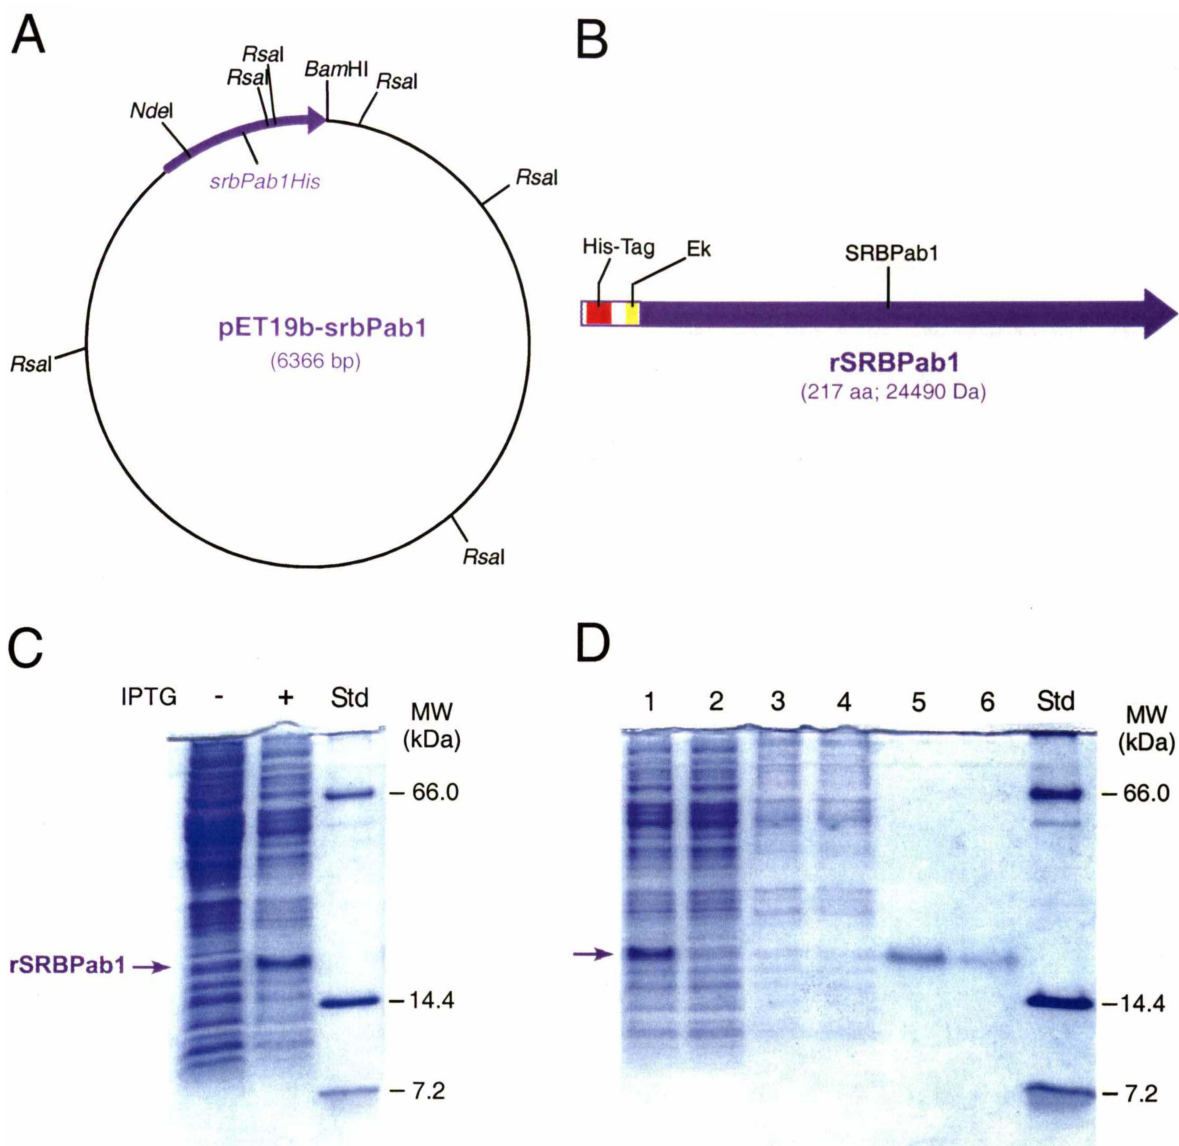 A
RsaI
RsaI
BamHI
RsaI
NdeI
srbPab1His
RsaI
pET19b-srbPab1
(6366 bp)
RsaI
RsaI
B
His-Tag
Ek
SRBPab1
rSRBPab1
(217 aa; 24490 Da)
C
IPTG - + Std
MW
(kDa)
– 66.0
rSRBPab1
– 14.4
– 7.2
D
1 2 3 4 5 6 Std
MW
(kDa)
– 66.0
– 14.4
– 7.2